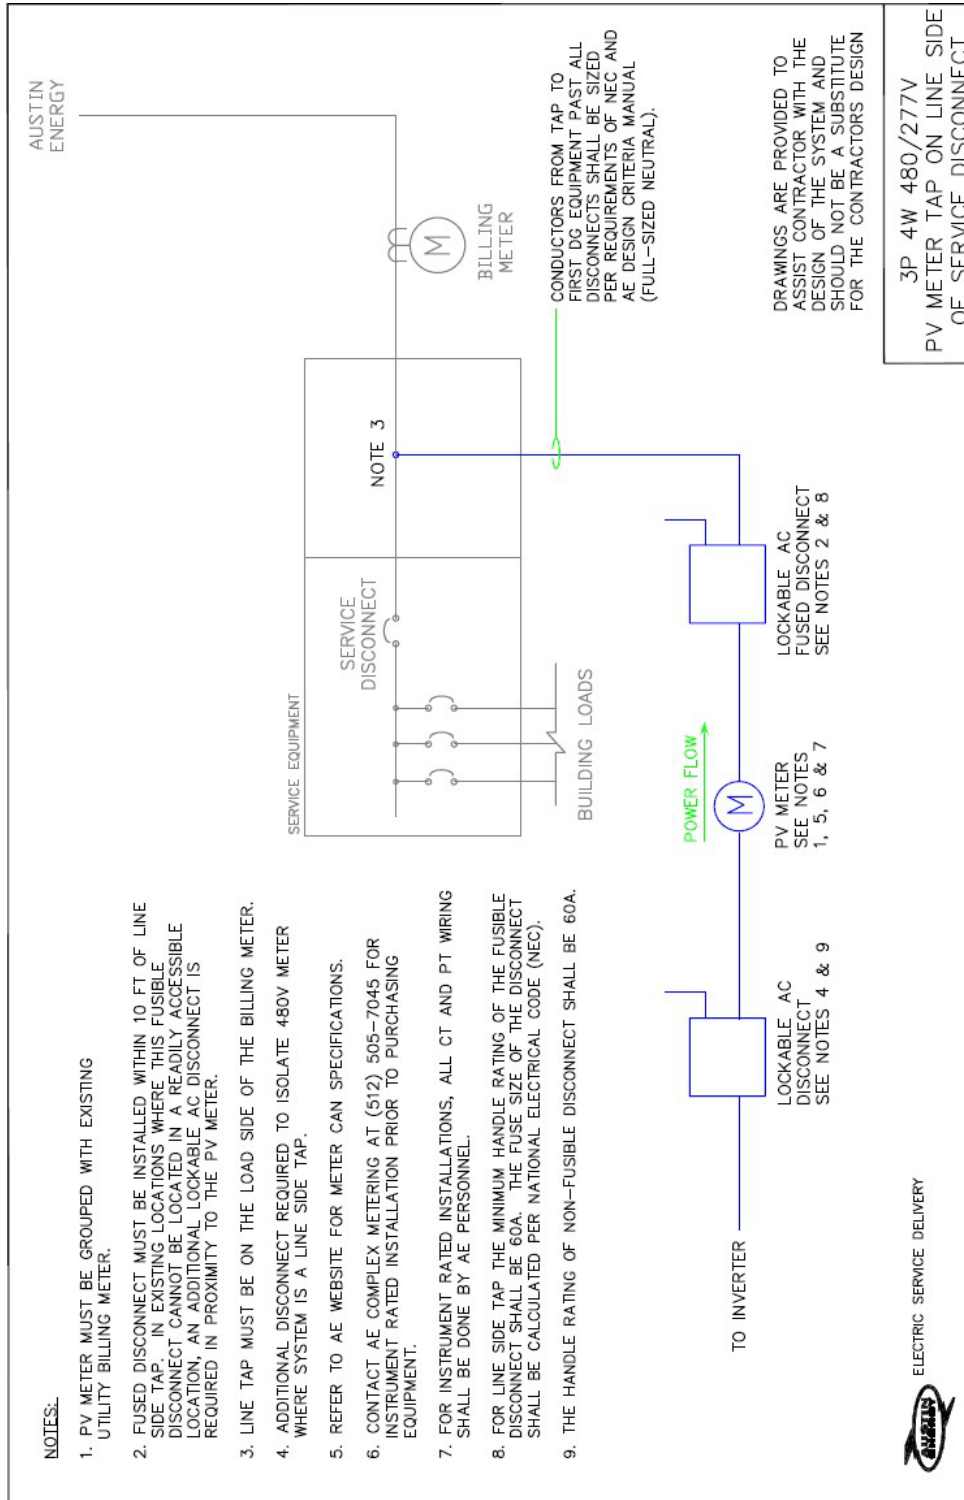 NOTES:
1. PV METER MUST BE GROUPED WITH EXISTING
UTILITY BILLING METER.
2. FUSED DISCONNECT MUST BE INSTALLED WITHIN 10 FT OF LINE
SIDE TAP. IN EXISTING LOCATIONS WHERE THIS FUSIBLE
DISCONNECT CANNOT BE LOCATED IN A READILY ACCESSIBLE
LOCATION, AN ADDITIONAL LOCKABLE AC DISCONNECT IS
REQUIRED IN PROXIMITY TO THE PV METER.
3. LINE TAP MUST BE ON THE LOAD SIDE OF THE BILLING METER.
4. ADDITIONAL DISCONNECT REQUIRED TO ISOLATE 480V METER
WHERE SYSTEM IS A LINE SIDE TAP.
5. REFER TO AE WEBSITE FOR METER CAN SPECIFICATIONS.
6. CONTACT AE COMPLEX METERING AT (512) 505-7045 FOR
INSTRUMENT RATED INSTALLATION PRIOR TO PURCHASING
EQUIPMENT.
7. FOR INSTRUMENT RATED INSTALLATIONS, ALL CT AND PT WIRING
SHALL BE DONE BY AE PERSONNEL.
8. FOR LINE SIDE TAP THE MINIMUM HANDLE RATING OF THE FUSIBLE
DISCONNECT SHALL BE 60A. THE FUSE SIZE OF THE DISCONNECT
SHALL BE CALCULATED PER NATIONAL ELECTRICAL CODE (NEC).
9. THE HANDLE RATING OF NON-FUSIBLE DISCONNECT SHALL BE 60A.
AUSTIN
ENERGY
M
BILLING
METER
SERVICE EQUIPMENT
SERVICE
DISCONNECT
NOTE 3
BUILDING LOADS
CONDUCTORS FROM TAP TO
FIRST DG EQUIPMENT PAST ALL
DISCONNECTS SHALL BE SIZED
PER REQUIREMENTS OF NEC AND
AE DESIGN CRITERIA MANUAL
(FULL-SIZED NEUTRAL).
TO INVERTER
LOCKABLE AC
DISCONNECT
SEE NOTES 4 & 9
POWER FLOW
M
PV METER
SEE NOTES
1, 5, 6 & 7
LOCKABLE AC
FUSED DISCONNECT
SEE NOTES 2 & 8
DRAWINGS ARE PROVIDED TO
ASSIST CONTRACTOR WITH THE
DESIGN OF THE SYSTEM AND
SHOULD NOT BE A SUBSTITUTE
FOR THE CONTRACTORS DESIGN
AUSTIN
ENERGY
ELECTRIC SERVICE DELIVERY
3P 4W 480/277V
PV METER TAP ON LINE SIDE
OF SERVICE DISCONNECT